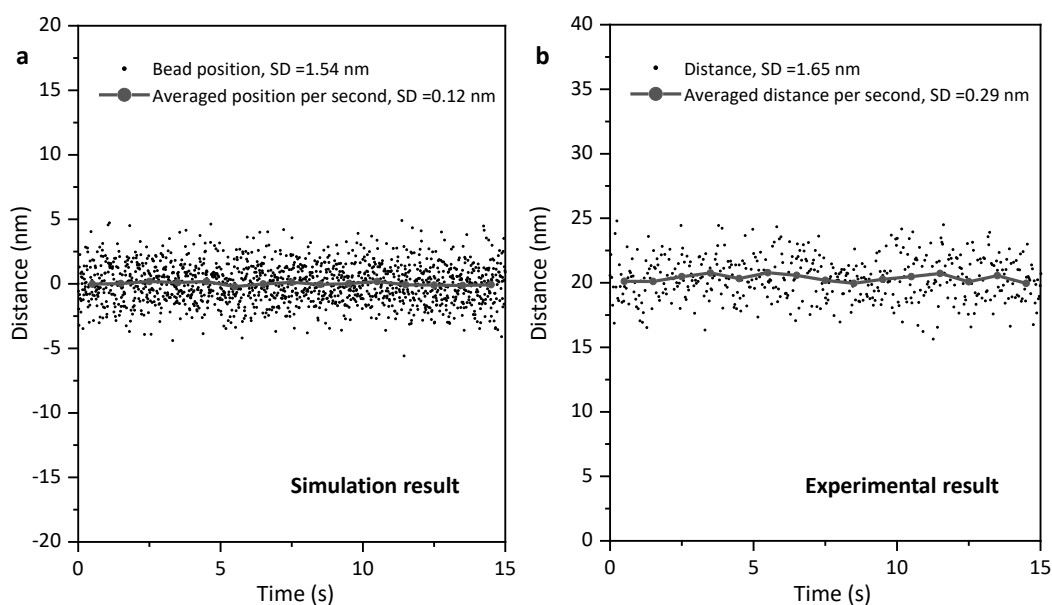 a
20
15
10
5
0
-5
-10
-15
-20
Distance (nm)
Bead position, SD =1.54 nm
Averaged position per second, SD =0.12 nm
Simulation result
0
5
10
15
Time (s)
b
40
35
30
25
20
15
10
5
0
Distance (nm)
Distance, SD =1.65 nm
Averaged distance per second, SD =0.29 nm
Experimental result
0
5
10
15
Time (s)